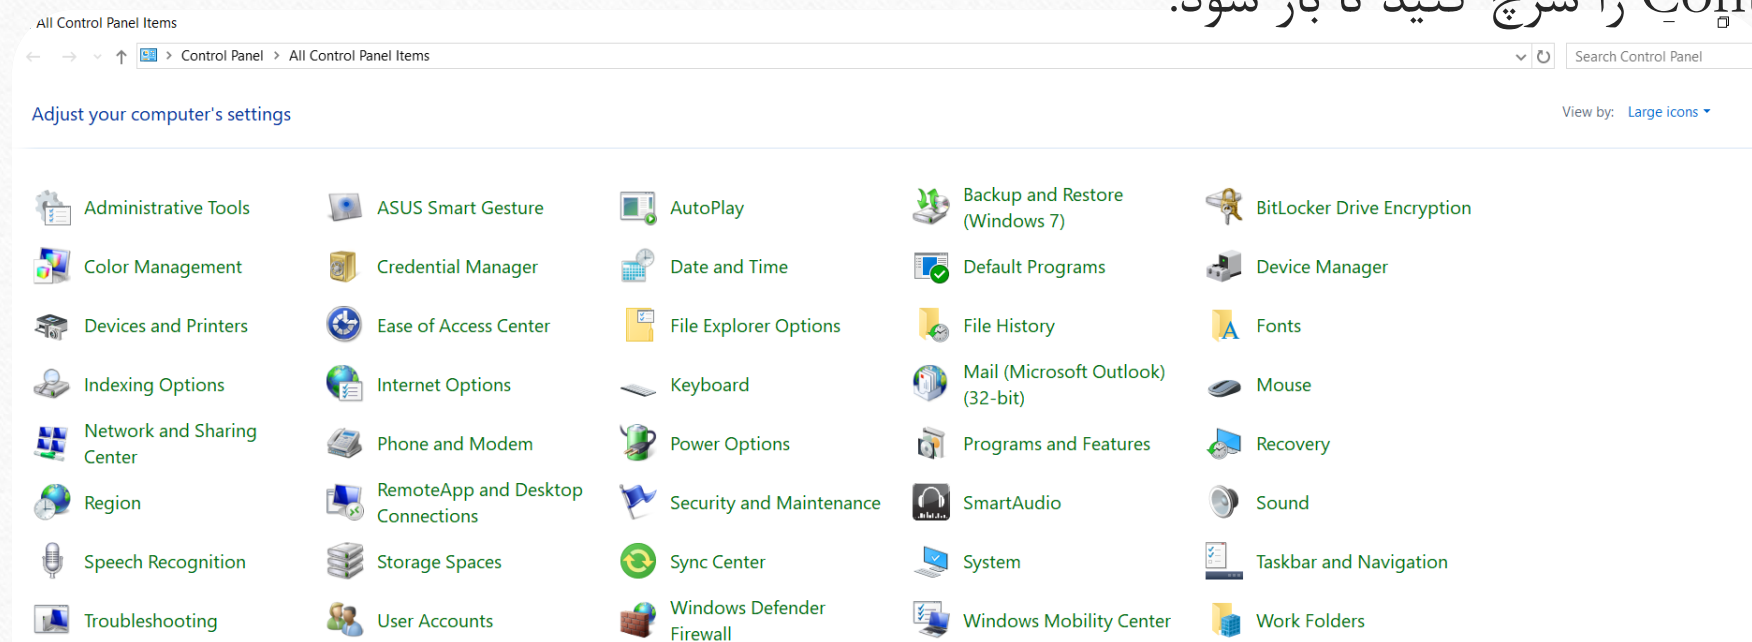 را سرچ کنید تا باز شود.
All Control Panel Items
Control Panel > All Control Panel Items
Search Control Panel
Adjust your computer's settings
View by: Large icons
Administrative Tools
ASUS Smart Gesture
AutoPlay
Backup and Restore
(Windows 7)
BitLocker Drive Encryption
Color Management
Credential Manager
Date and Time
Default Programs
Device Manager
Devices and Printers
Ease of Access Center
File Explorer Options
File History
Fonts
Indexing Options
Internet Options
Keyboard
Mail (Microsoft Outlook)
(32-bit)
Mouse
Network and Sharing
Center
Phone and Modem
Power Options
Programs and Features
Recovery
Region
RemoteApp and Desktop
Connections
Security and Maintenance
SmartAudio
Sound
Speech Recognition
Storage Spaces
Sync Center
System
Taskbar and Navigation
Troubleshooting
User Accounts
Windows Defender
Firewall
Windows Mobility Center
Work Folders